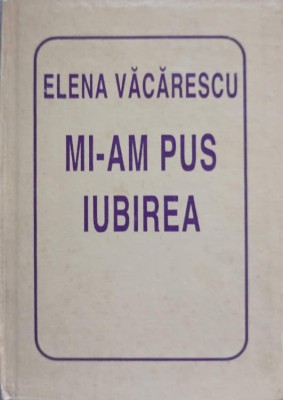 ELENA VĂCĂRESCU
MI-AM PUS
IUBIREA